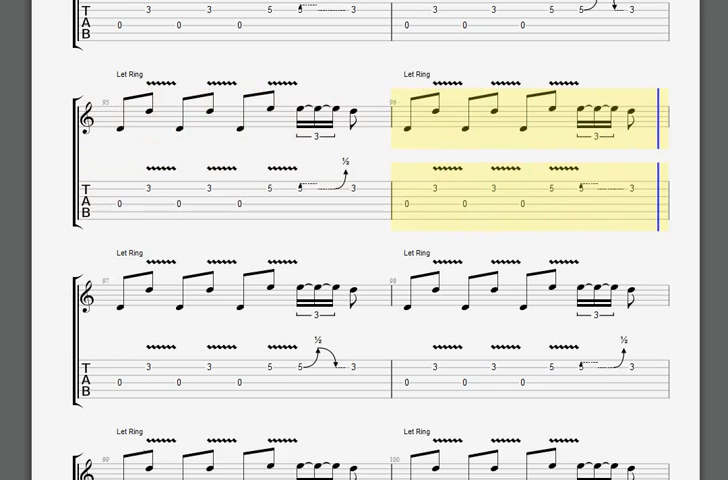 3 3 5 5 3 3 3 5 5 3
0 0 0 0 0 0
Let Ring Let Ring
95 96
3 3
½
T 3 3 5 5 3 3 3 5 5 3
A 0 0 0 0 0 0
B
Let Ring Let Ring
97 98
3 3
½ ½
T 3 3 5 5 3 3 3 5 5 3
A 0 0 0 0 0 0
B
Let Ring Let Ring
99 100